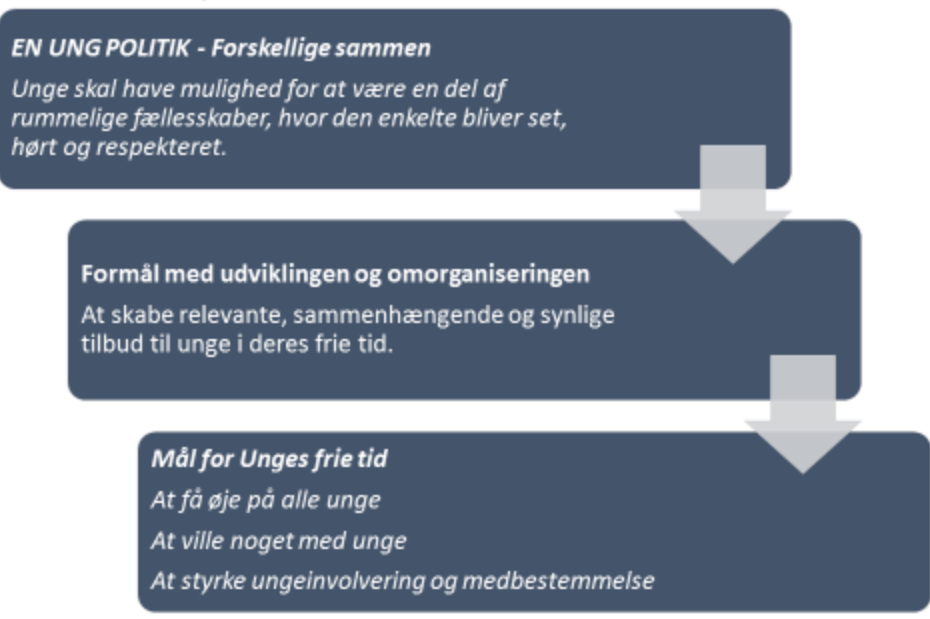 EN UNG POLITIK - Forskellige sammen
Unge skal have mulighed for at være en del af
rummelige fællesskaber, hvor den enkelte bliver set,
hørt og respekteret.
Formål med udviklingen og omorganiseringen
At skabe relevante, sammenhængende og synlige
tilbud til unge i deres frie tid.
Mål for Unges frie tid
At få øje på alle unge
At ville noget med unge
At styrke ungeinvolvering og medbestemmelse